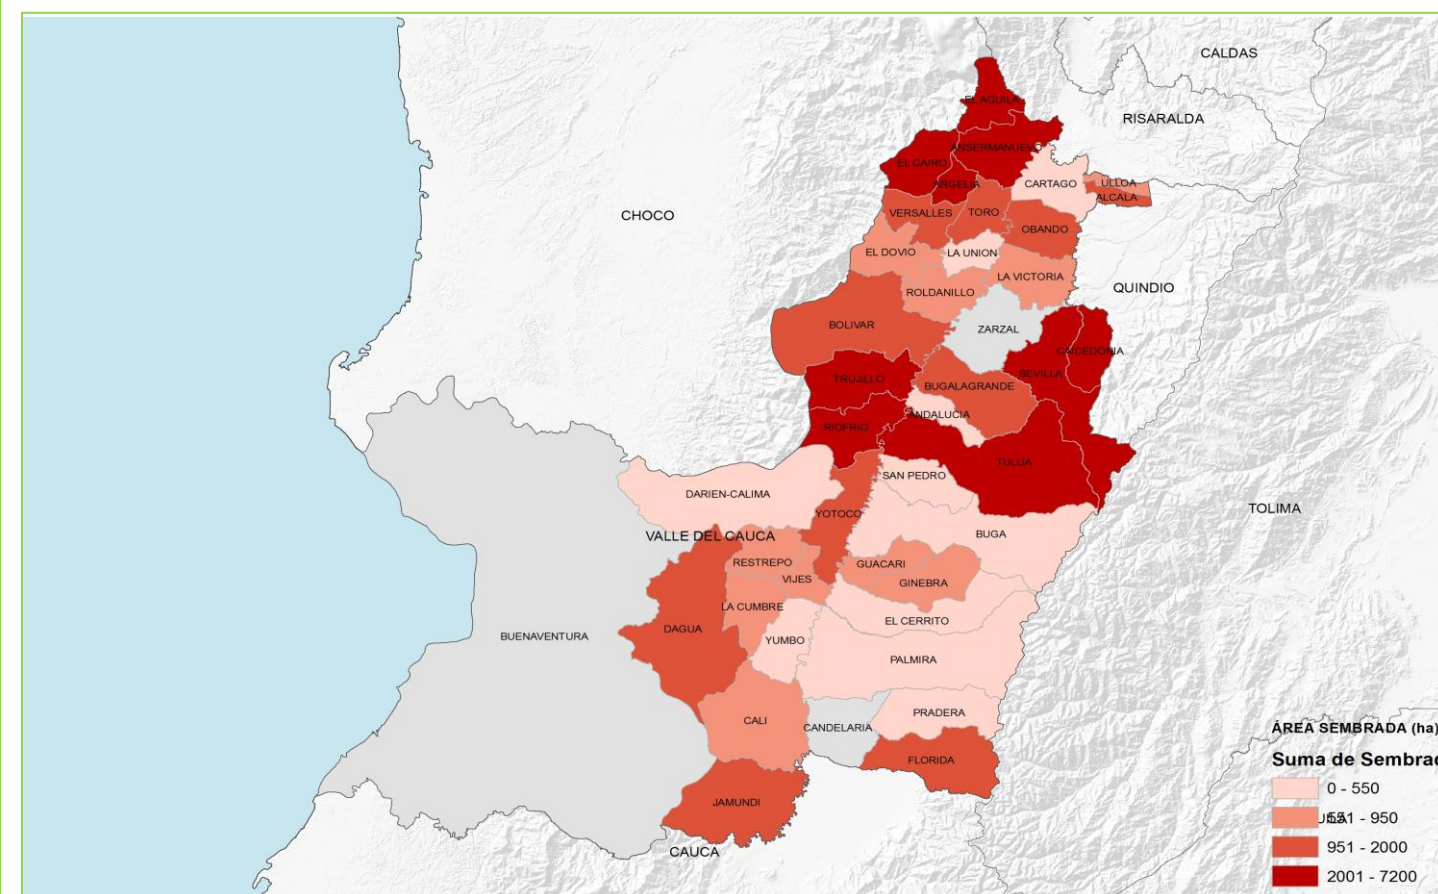 CALDAS
EL AGUILA
RISARALDA
ANSERMANUEVO
EL CAIRO
ARGELIA
CARTAGO
ULLOA
ALCALA
CHOCO
VERSALLES
TORO
OBANDO
EL DOVIO
LA UNION
LA VICTORIA
QUINDIO
ROLDANILLO
BOLIVAR
ZARZAL
CAICEDONIA
TRUJILLO
SEVILLA
BUGALAGRANDE
ANDALUCIA
RIOFRIO
TULUA
SAN PEDRO
DARIEN-CALIMA
TOLIMA
YOTOCO
VALLE DEL CAUCA
BUGA
RESTREPO
GUACARI
VIJES
GINEBRA
LA CUMBRE
EL CERRITO
DAGUA
BUENAVENTURA
YUMBO
PALMIRA
PRADERA
CALI
CANDELARIA
FLORIDA
JAMUNDI
CAUCA
ÁREA SEMBRADA (ha)
Suma de Sembrad
0 - 550
551 - 950
951 - 2000
2001 - 7200